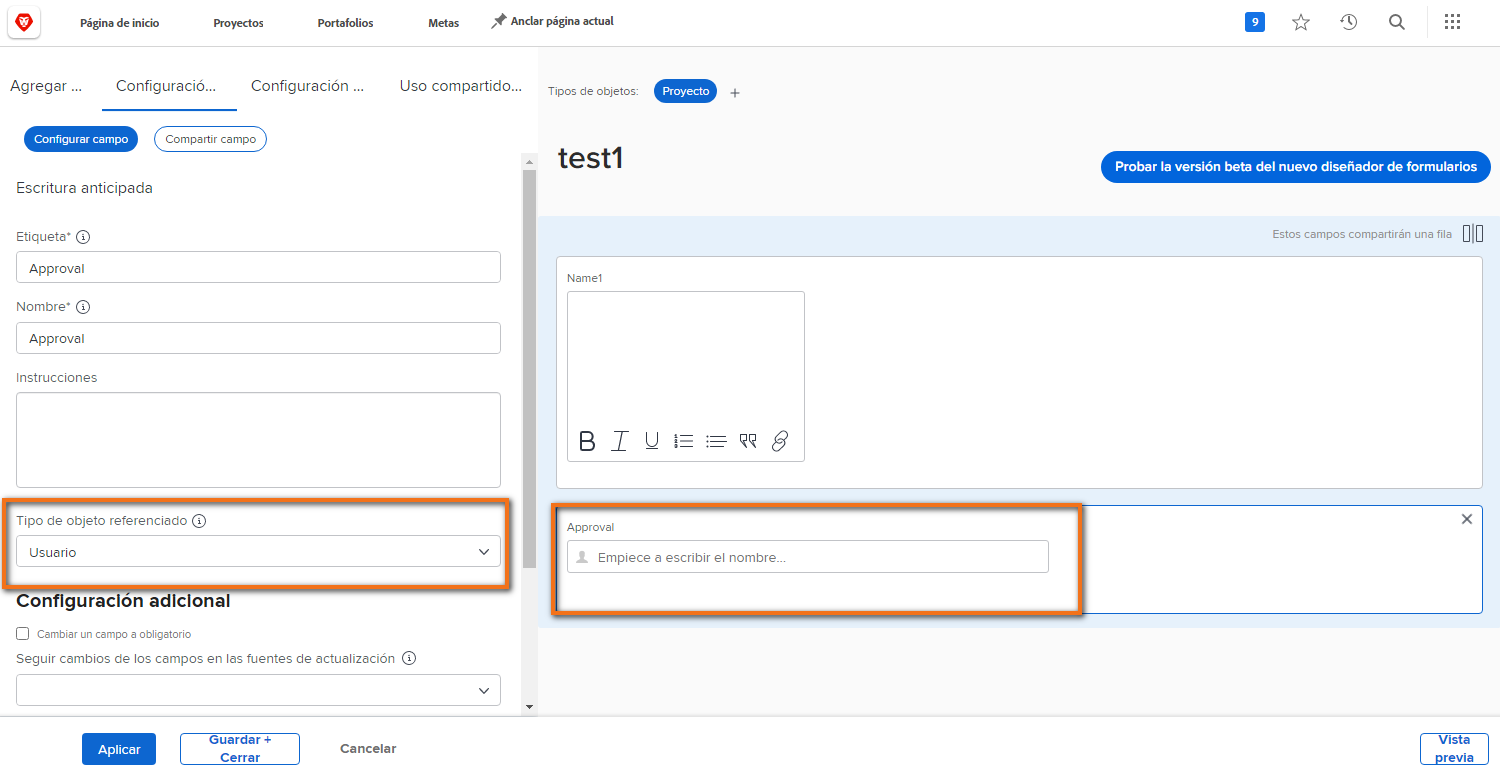 Página de inicio
Proyectos
Portafolios
Metas
Anclar página actual
9
Agregar ...
Configuració...
Configuración ...
Uso compartido...
Configurar campo
Compartir campo
Escritura anticipada
Etiqueta*
Approval
Nombre*
Approval
Instrucciones
Tipo de objeto referenciado
Usuario
Configuración adicional
Cambiar un campo a obligatorio
Seguir cambios de los campos en las fuentes de actualización
Tipos de objetos:
Proyecto
+
test1
Probar la versión beta del nuevo diseñador de formularios
Estos campos compartirán una fila
Name1
B I U
Approval
Empiece a escribir el nombre...
Aplicar
Guardar +
Cerrar
Cancelar
Vista
previa